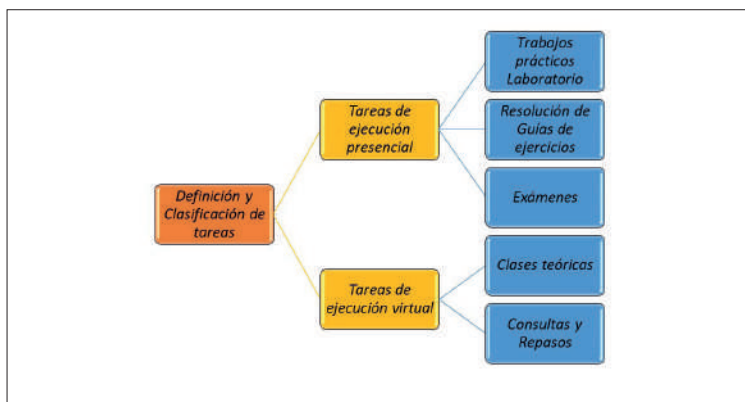 Definición y
Clasificación de
tareas
Tareas de
ejecución
presencial
Trabajos
prácticos
Laboratorio
Resolución de
Guías de
ejercicios
Exámenes
Tareas de
ejecución virtual
Clases teóricas
Consultas y
Repasos